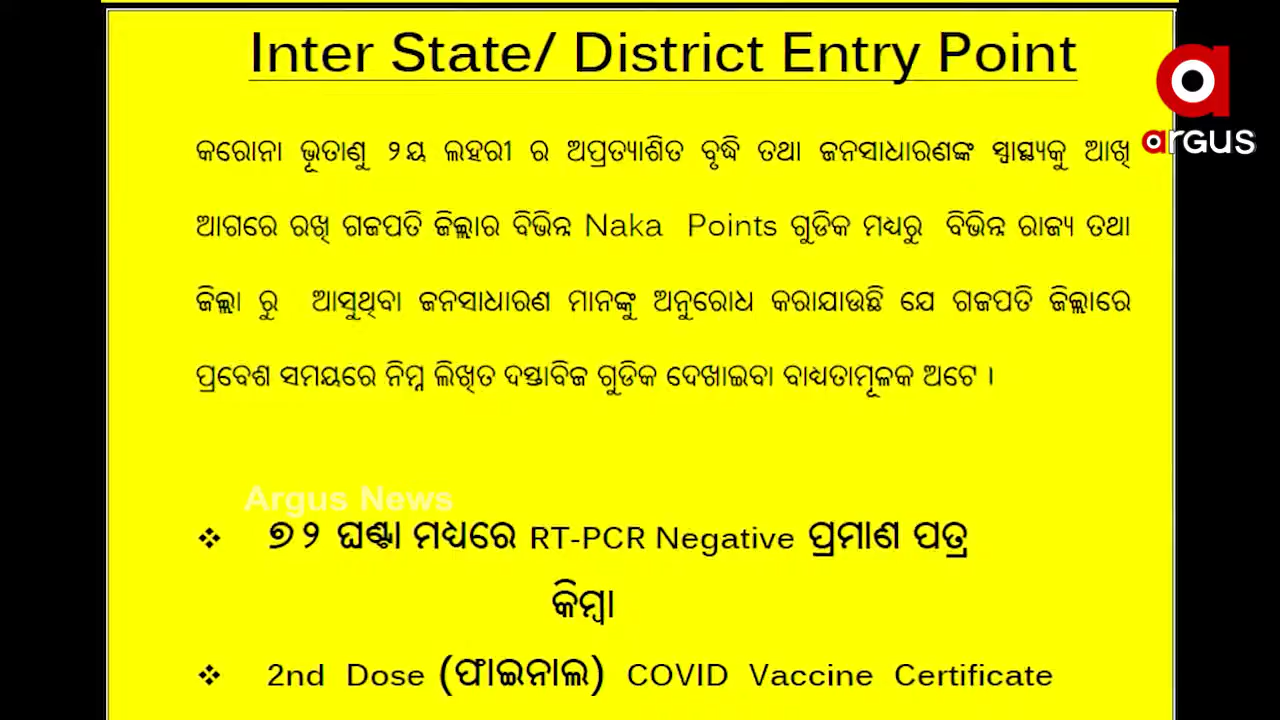 Inter State/ District Entry Point
argus
କରୋନା ଭୂତାଣୁ ୨ୟ ଲହରୀ ର ଅପ୍ରତ୍ୟାଶିତ ବୃଦ୍ଧି ତଥା ଜନସାଧାରଣଙ୍କ ସ୍ୱାସ୍ଥ୍ୟକୁ ଆଖି
ଆଗରେ ରଖି ଗଜପତି ଜିଲ୍ଲାର ବିଭିନ୍ନ Naka Points ଗୁଡିକ ମଧ୍ୟରୁ ବିଭିନ୍ନ ରାଜ୍ୟ ତଥା
ଜିଲ୍ଲା ରୁ ଆସୁଥିବା ଜନସାଧାରଣ ମାନଙ୍କୁ ଅନୁରୋଧ କରାଯାଉଛି ଯେ ଗଜପତି ଜିଲ୍ଲାରେ
ପ୍ରବେଶ ସମୟରେ ନିମ୍ନ ଲିଖିତ ଦସ୍ତାବିଜ ଗୁଡିକ ଦେଖାଇବା ବାଧ୍ୟତାମୂଳକ ଅଟେ ।
Argus News
❖ ୭୨ ଘଣ୍ଟା ମଧ୍ୟରେ RT-PCR Negative ପ୍ରମାଣ ପତ୍ର
କିମ୍ବା
❖ 2nd Dose (ଫାଇନାଲ) COVID Vaccine Certificate